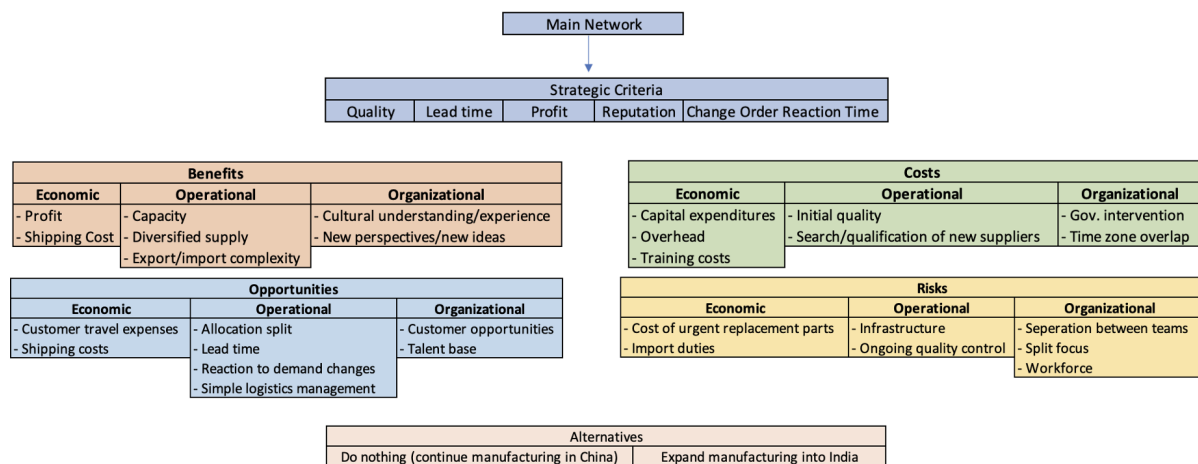 Main Network
Strategic Criteria
Quality Lead time Profit Reputation Change Order Reaction Time
Benefits
Economic Operational Organizational
- Profit - Capacity - Cultural understanding/experience
- Shipping Cost - Diversified supply - New perspectives/new ideas
- Export/import complexity
Costs
Economic Operational Organizational
- Capital expenditures - Initial quality - Gov. intervention
- Overhead - Search/qualification of new suppliers - Time zone overlap
- Training costs
Opportunities
Economic Operational Organizational
- Customer travel expenses - Allocation split - Customer opportunities
- Shipping costs - Lead time - Talent base
- Reaction to demand changes
- Simple logistics management
Risks
Economic Operational Organizational
- Cost of urgent replacement parts - Infrastructure - Seperation between teams
- Import duties - Ongoing quality control - Split focus
- Workforce
Alternatives
Do nothing (continue manufacturing in China) Expand manufacturing into India